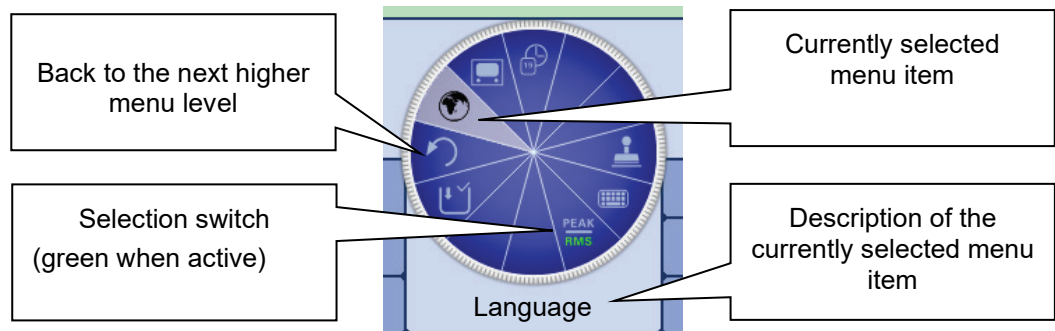 Back to the next higher
menu level
Currently selected
menu item
19
PEAK
RMS
Selection switch
(green when active)
Description of the
currently selected menu
item
Language